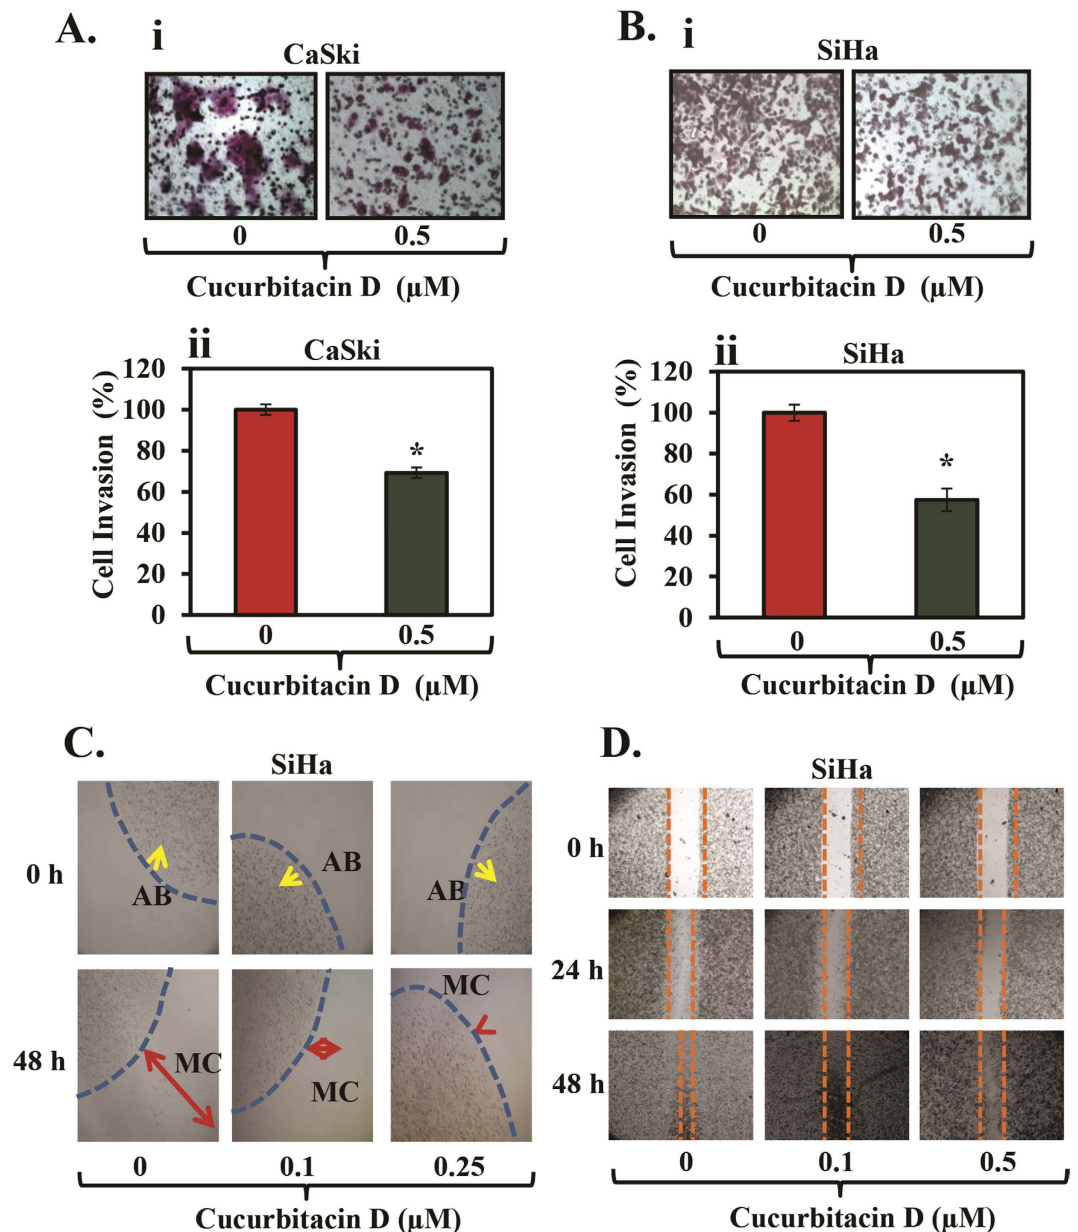 A.
i
CaSki
0 0.5
Cucurbitacin D (µM)
ii
CaSki
Cell Invasion (%)
120
100
80
60
40
20
0
*
0 0.5
Cucurbitacin D (µM)
B.
i
SiHa
0 0.5
Cucurbitacin D (µM)
ii
SiHa
Cell Invasion (%)
120
100
80
60
40
20
0
*
0 0.5
Cucurbitacin D (µM)
C.
SiHa
0 h
AB AB AB
48 h
MC MC MC
0 0.1 0.25
Cucurbitacin D (µM)
D.
SiHa
0 h
24 h
48 h
0 0.1 0.5
Cucurbitacin D (µM)